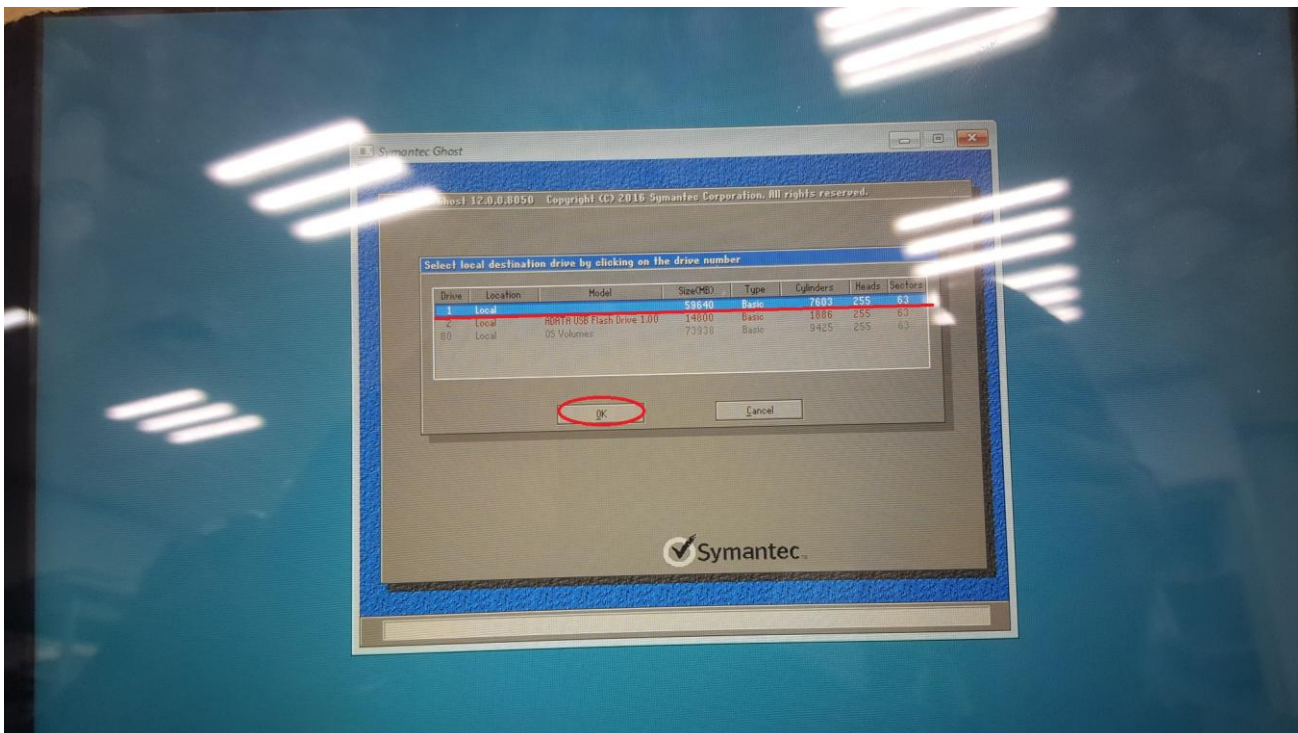 Symantec Ghost
Ghost 12.0.0.8050 Copyright (C) 2016 Symantec Corporation. All rights reserved.
Select local destination drive by clicking on the drive number
Drive Location Model Size(MB) Type Cylinders Heads Sectors
1 Local 59640 Basic 7603 255 63
2 Local ADATA USB Flash Drive 1.00 14800 Basic 1886 255 63
80 Local OS Volumes 73938 Basic 9425 255 63
OK Cancel
Symantec